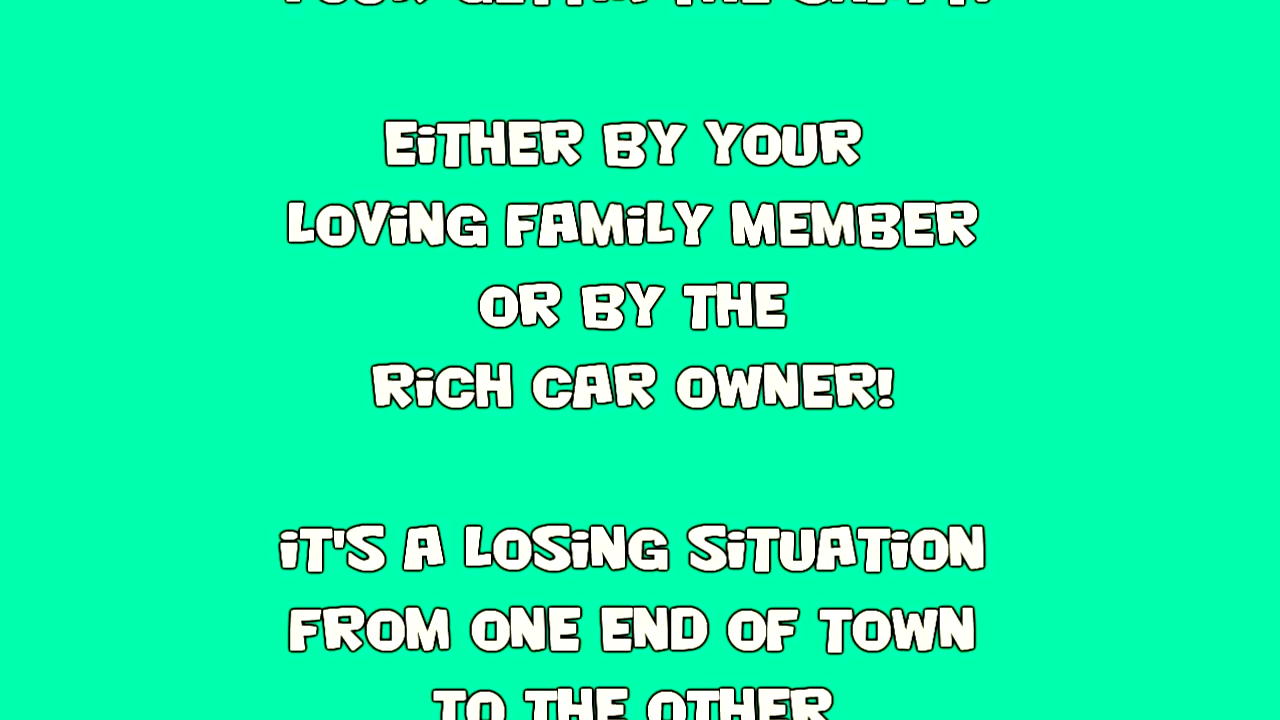 EiTHER BY YOUR
LOViNG FAMiLY MEMBER
OR BY THE
RiCH CAR OWNER!
iT'S A LOSiNG SiTUATiON
FROM ONE END OF TOWN
TO THE OTHER